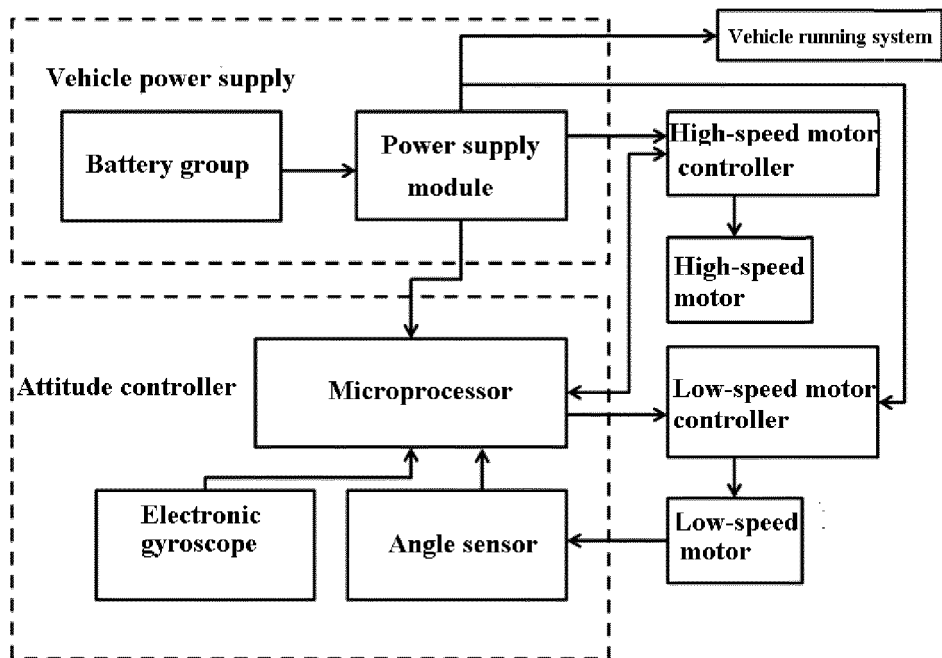 Vehicle running system
Vehicle power supply
Battery group
Power supply
module
High-speed motor
controller
High-speed
motor
Attitude controller
Microprocessor
Low-speed motor
controller
Electronic
gyroscope
Angle sensor
Low-speed
motor